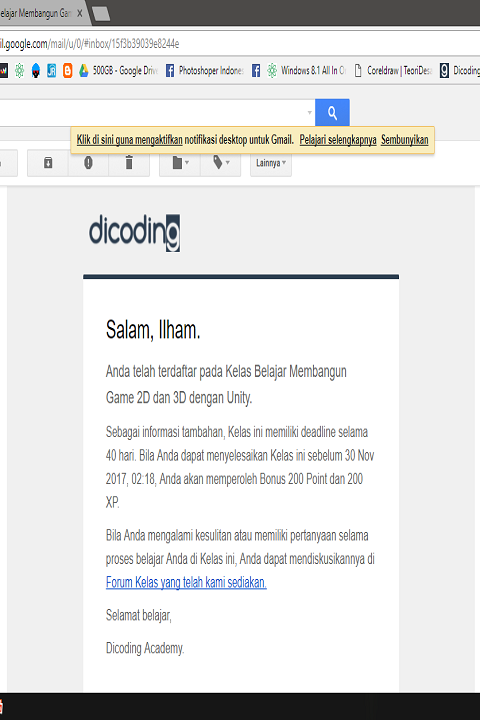 elajar Membangun Gam
il.google.com/mail/u/0/#inbox/15f3b39039e8244e
500GB - Google Drive Photoshoper Indones Windows 8.1 All In O Coreldraw | TeoriDesa Dicoding
Klik di sini guna mengaktifkan notifikasi desktop untuk Gmail. Pelajari selengkapnya Sembunyikan
Lainnya
dicoding
Salam, Ilham.
Anda telah terdaftar pada Kelas Belajar Membangun
Game 2D dan 3D dengan Unity.
Sebagai informasi tambahan, Kelas ini memiliki deadline selama
40 hari. Bila Anda dapat menyelesaikan Kelas ini sebelum 30 Nov
2017, 02:18, Anda akan memperoleh Bonus 200 Point dan 200
XP.
Bila Anda mengalami kesulitan atau memiliki pertanyaan selama
proses belajar Anda di Kelas ini, Anda dapat mendiskusikannya di
Forum Kelas yang telah kami sediakan.
Selamat belajar,
Dicoding Academy.